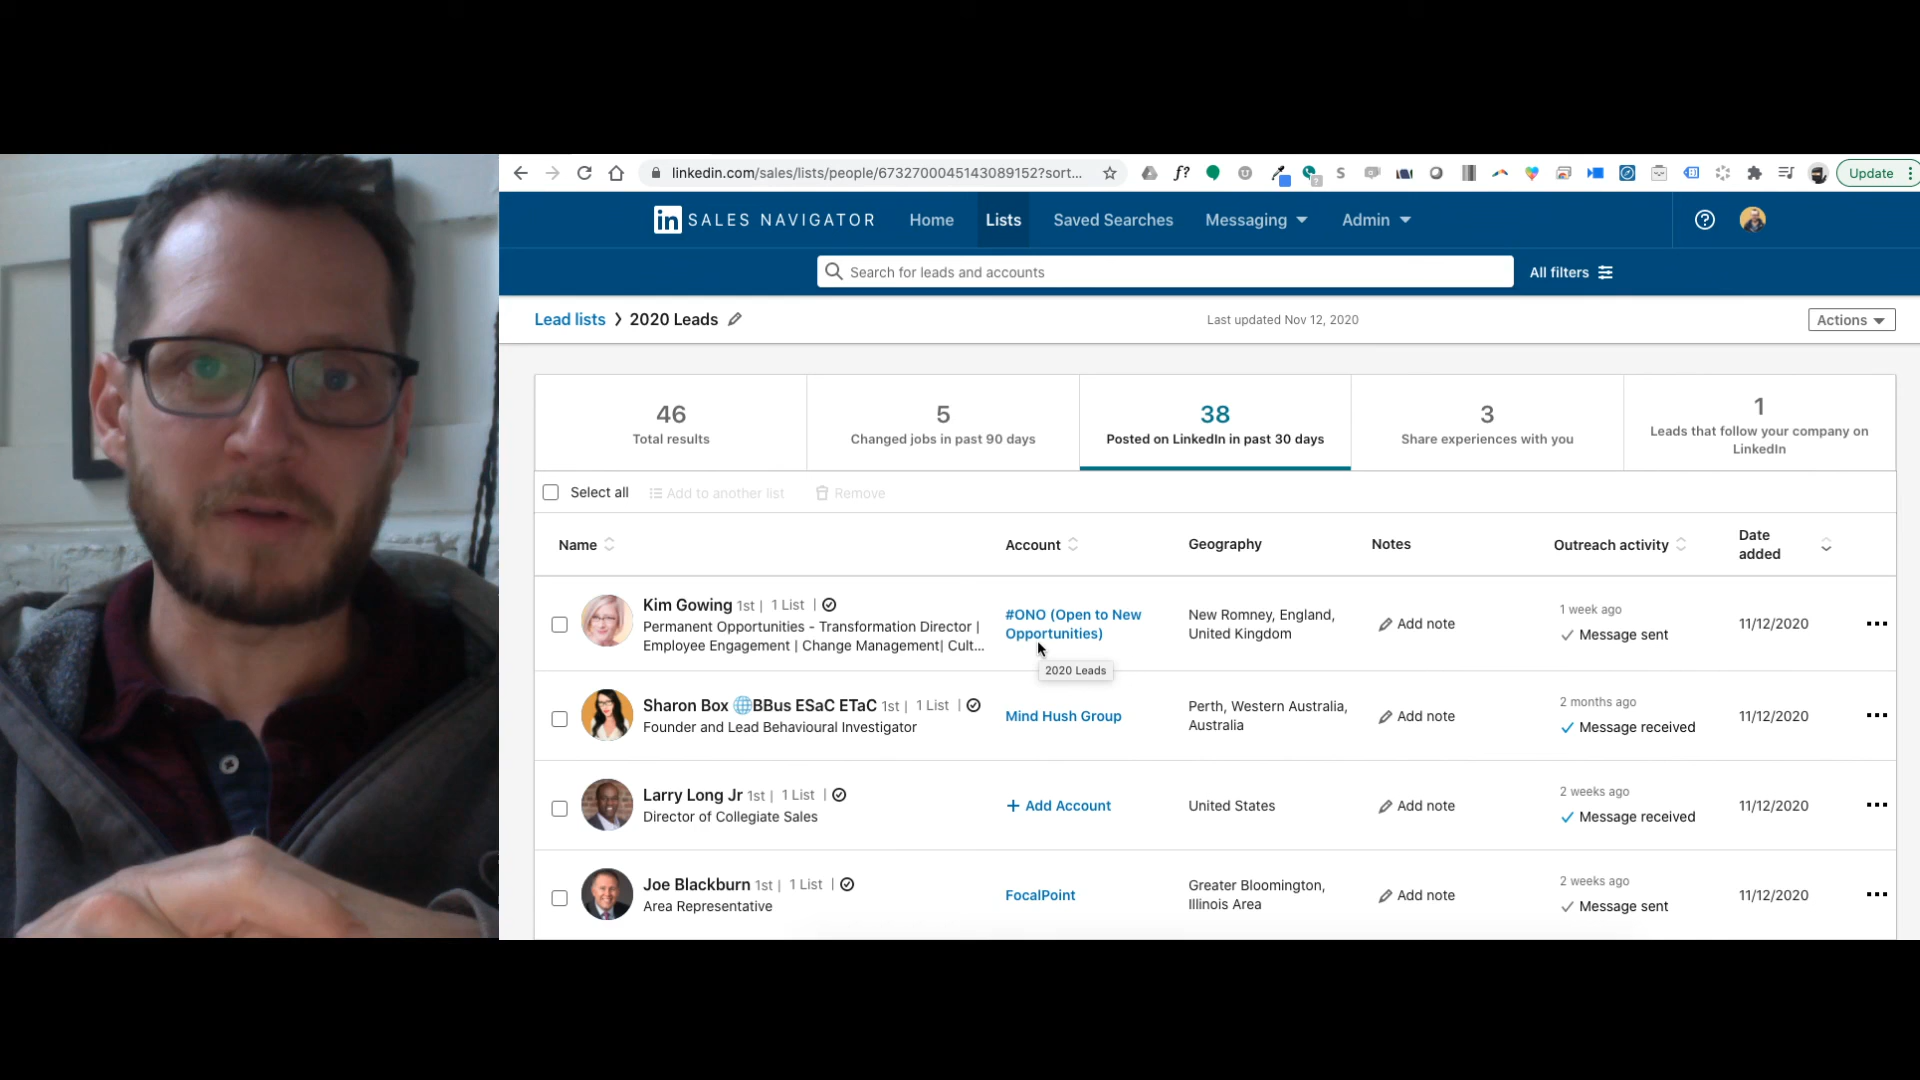 linkedin.com/sales/lists/people/6732700045143089152?sort...
f?
S
Update
in SALES NAVIGATOR
Home
Lists
Saved Searches
Messaging
Admin
Search for leads and accounts
All filters
Lead lists > 2020 Leads
Last updated Nov 12, 2020
Actions
46
Total results
5
Changed jobs in past 90 days
38
Posted on LinkedIn in past 30 days
3
Share experiences with you
1
Leads that follow your company on
LinkedIn
Select all
Add to another list
Remove
Name
Account
Geography
Notes
Outreach activity
Date
added
Kim Gowing 1st | 1 List |
Permanent Opportunities - Transformation Director |
Employee Engagement | Change Management| Cult...
#ONO (Open to New
Opportunities)
New Romney, England,
United Kingdom
Add note
1 week ago
Message sent
11/12/2020
2020 Leads
Sharon Box 🌐BBus ESaC ETaC 1st | 1 List |
Founder and Lead Behavioural Investigator
Mind Hush Group
Perth, Western Australia,
Australia
Add note
2 months ago
Message received
11/12/2020
Larry Long Jr 1st | 1 List |
Director of Collegiate Sales
+ Add Account
United States
Add note
2 weeks ago
Message received
11/12/2020
Joe Blackburn 1st | 1 List |
Area Representative
FocalPoint
Greater Bloomington,
Illinois Area
Add note
2 weeks ago
Message sent
11/12/2020